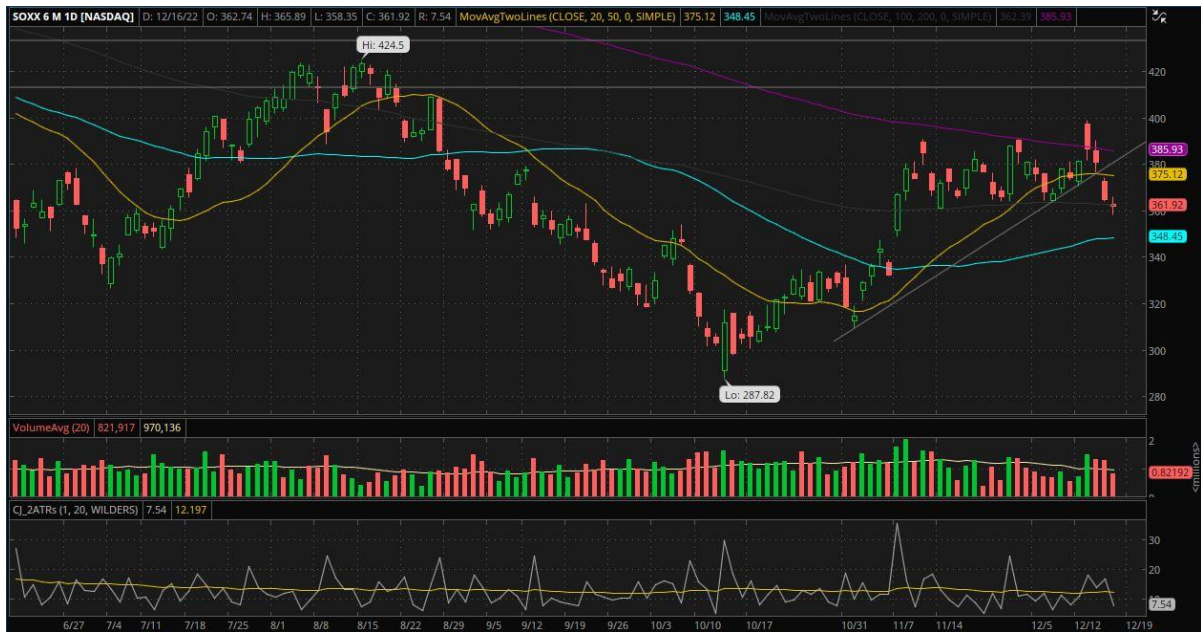 SOXX 6 M 1D [NASDAQ] D: 12/16/22 O: 362.74 H: 365.89 L: 358.35 C: 361.92 R: 7.54 MovAvgTwoLines (CLOSE, 20, 50, 0, SIMPLE) 375.12 348.45 MovAvgTwoLines (CLOSE, 100, 200, 0, SIMPLE) 362.39 385.93
Hi: 424.5
420
400
385.93
380
375.12
361.92
360
348.45
340
320
300
Lo: 287.82
280
VolumeAvg (20) 821,917 970,136
2
1
0.82192
0
<millions>
CJ_2ATRs (1, 20, WILDERS) 7.54 12.197
30
20
10
7.54
6/27 7/4 7/11 7/18 7/25 8/1 8/8 8/15 8/22 8/29 9/5 9/12 9/19 9/26 10/3 10/10 10/17 10/31 11/7 11/14 12/5 12/12 12/19